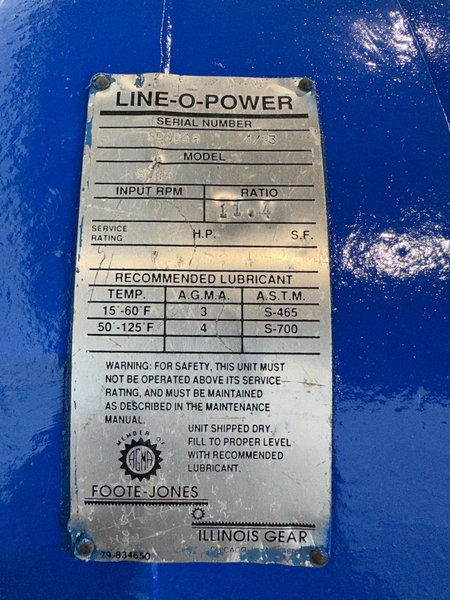 LINE-O-POWER
SERIAL NUMBER
MODEL
INPUT RPM RATIO
11.4
SERVICE RATING H.P. S.F.
RECOMMENDED LUBRICANT
TEMP. A.G.M.A. A.S.T.M.
15°-60°F 3 S-465
50°-125°F 4 S-700
WARNING: FOR SAFETY, THIS UNIT MUST
NOT BE OPERATED ABOVE ITS SERVICE
RATING, AND MUST BE MAINTAINED
AS DESCRIBED IN THE MAINTENANCE
MANUAL.
UNIT SHIPPED DRY.
FILL TO PROPER LEVEL
WITH RECOMMENDED
LUBRICANT.
MEMBER OF
AGMA
FOOTE-JONES
ILLINOIS GEAR
79-834650
CHICAGO